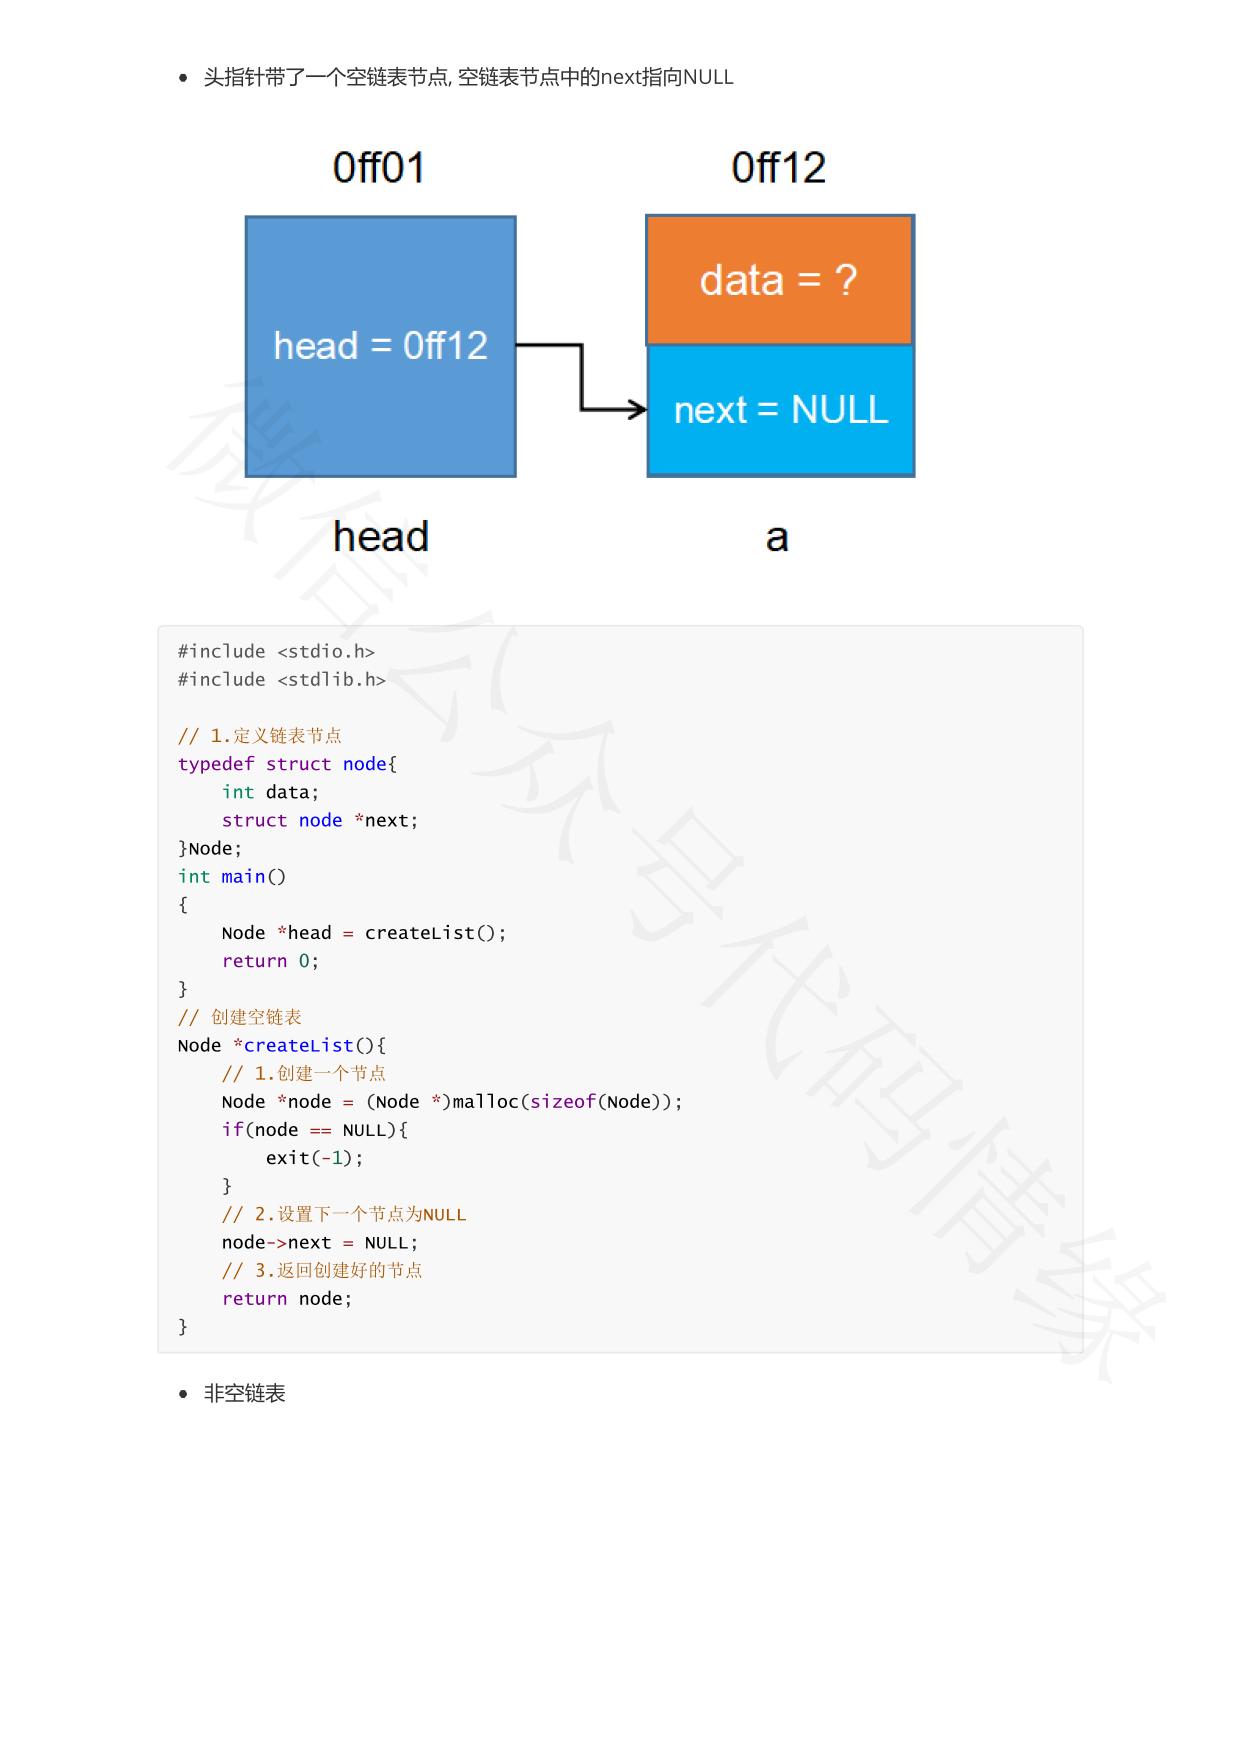 • 头指针带了一个空链表节点, 空链表节点中的next指向NULL
0ff01 0ff12
data = ?
head = 0ff12
next = NULL
head a
#include <stdio.h>
#include <stdlib.h>
// 1.定义链表节点
typedef struct node{
    int data;
    struct node *next;
}Node;
int main()
{
    Node *head = createList();
    return 0;
}
// 创建空链表
Node *createList(){
    // 1.创建一个节点
    Node *node = (Node *)malloc(sizeof(Node));
    if(node == NULL){
        exit(-1);
    }
    // 2.设置下一个节点为NULL
    node->next = NULL;
    // 3.返回创建好的节点
    return node;
}
• 非空链表
微信公众号代码情缘